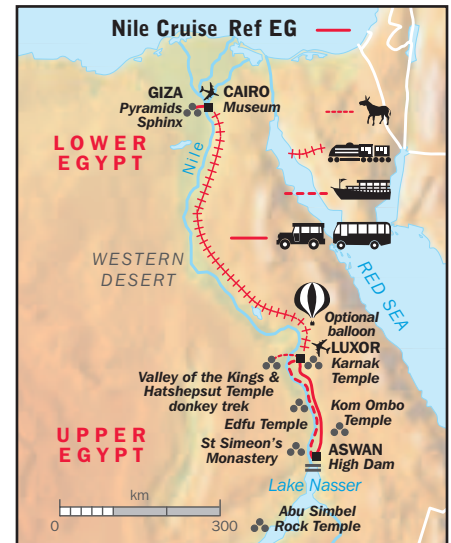 Nile Cruise Ref EG
GIZA
Pyramids
Sphinx
CAIRO
Museum
LOWER
EGYPT
Nile
WESTERN
DESERT
RED SEA
Optional
balloon
LUXOR
Karnak
Temple
Valley of the Kings &
Hatshepsut Temple
donkey trek
Edfu Temple
Kom Ombo
Temple
UPPER
EGYPT
St Simeon's
Monastery
ASWAN
High Dam
Lake Nasser
km
0
300
Abu Simbel
Rock Temple